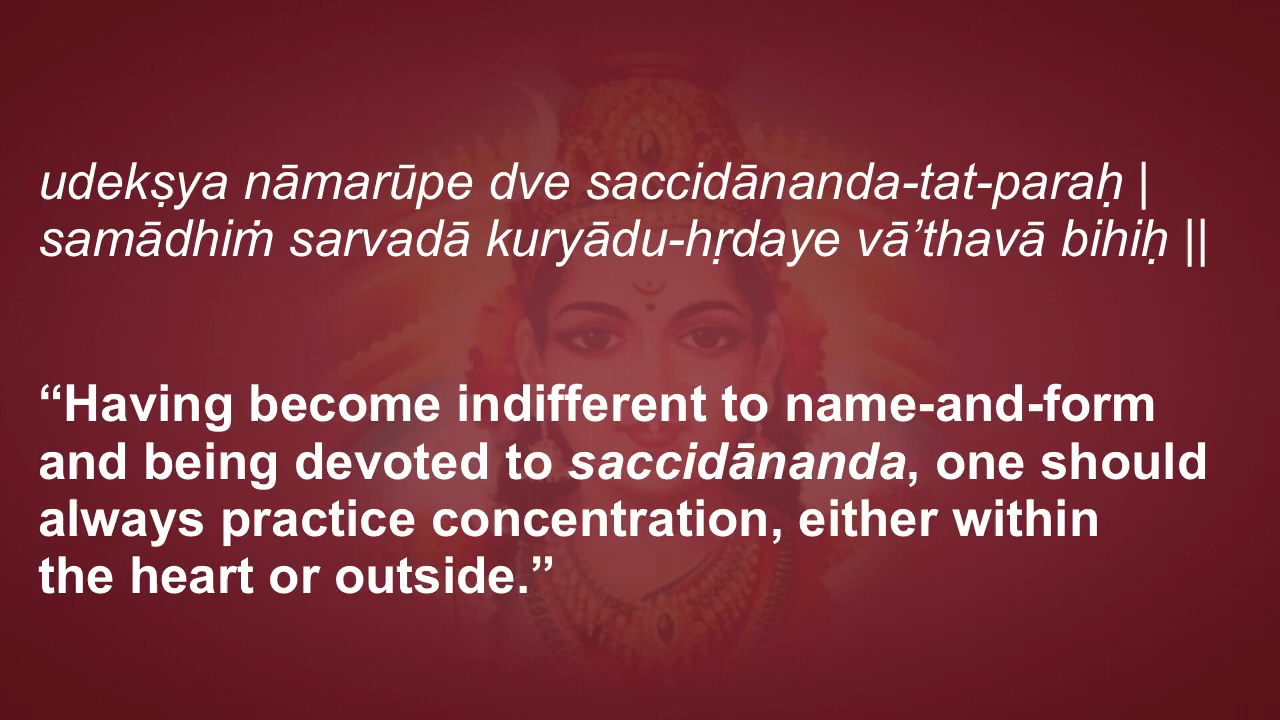 udekṣya nāmarūpe dve saccidānanda-tat-paraḥ |
samādhiṁ sarvadā kuryādu-hṛdaye vā’thavā bihiḥ ||
“Having become indifferent to name-and-form
and being devoted to saccidānanda, one should
always practice concentration, either within
the heart or outside.”